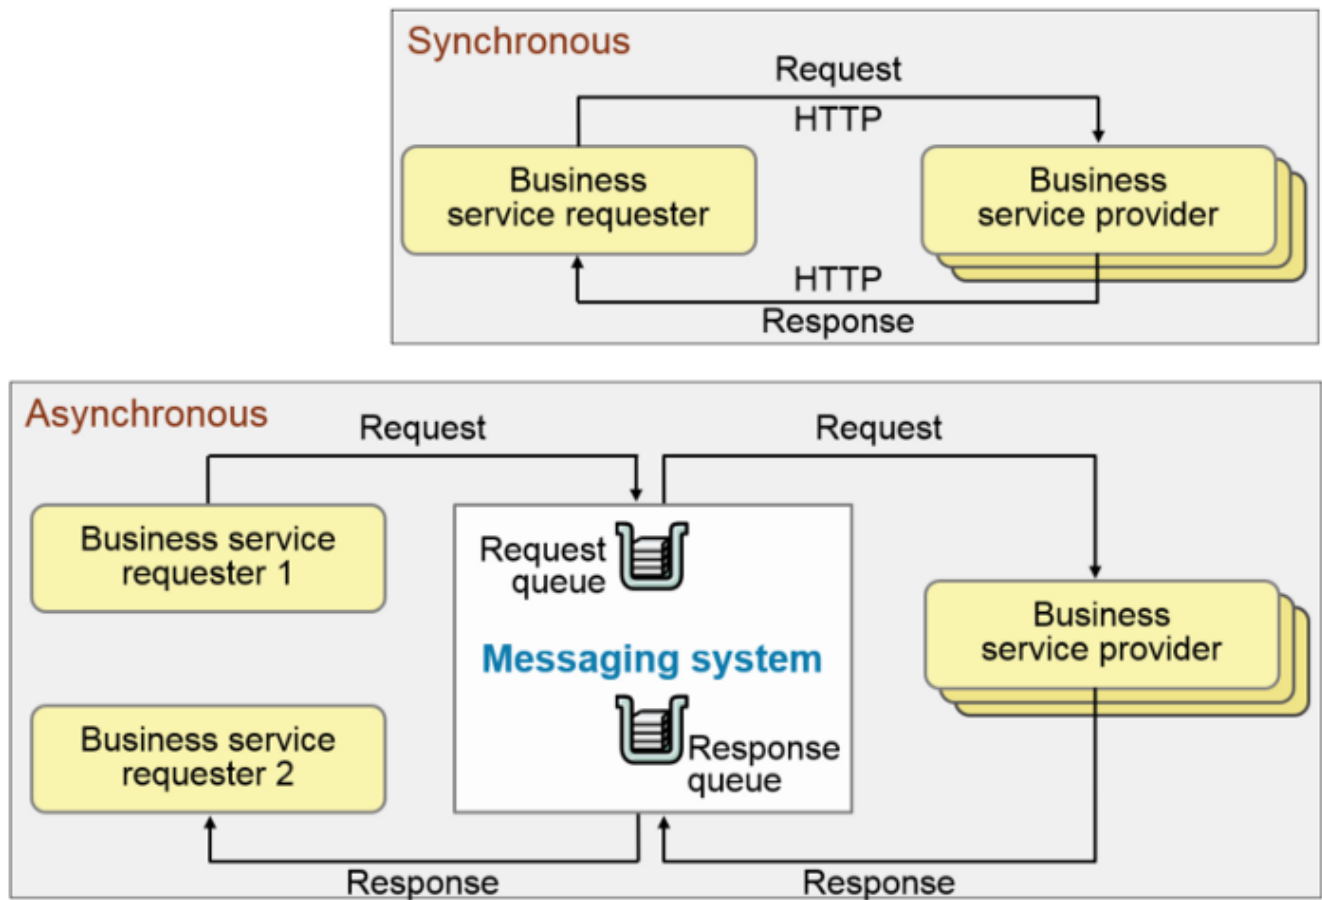 Synchronous
Request
HTTP
Business
service requester
Business
service provider
HTTP
Response
Asynchronous
Request
Request
Business service
requester 1
Request
queue
Business
service provider
Messaging system
Business service
requester 2
Response
queue
Response
Response